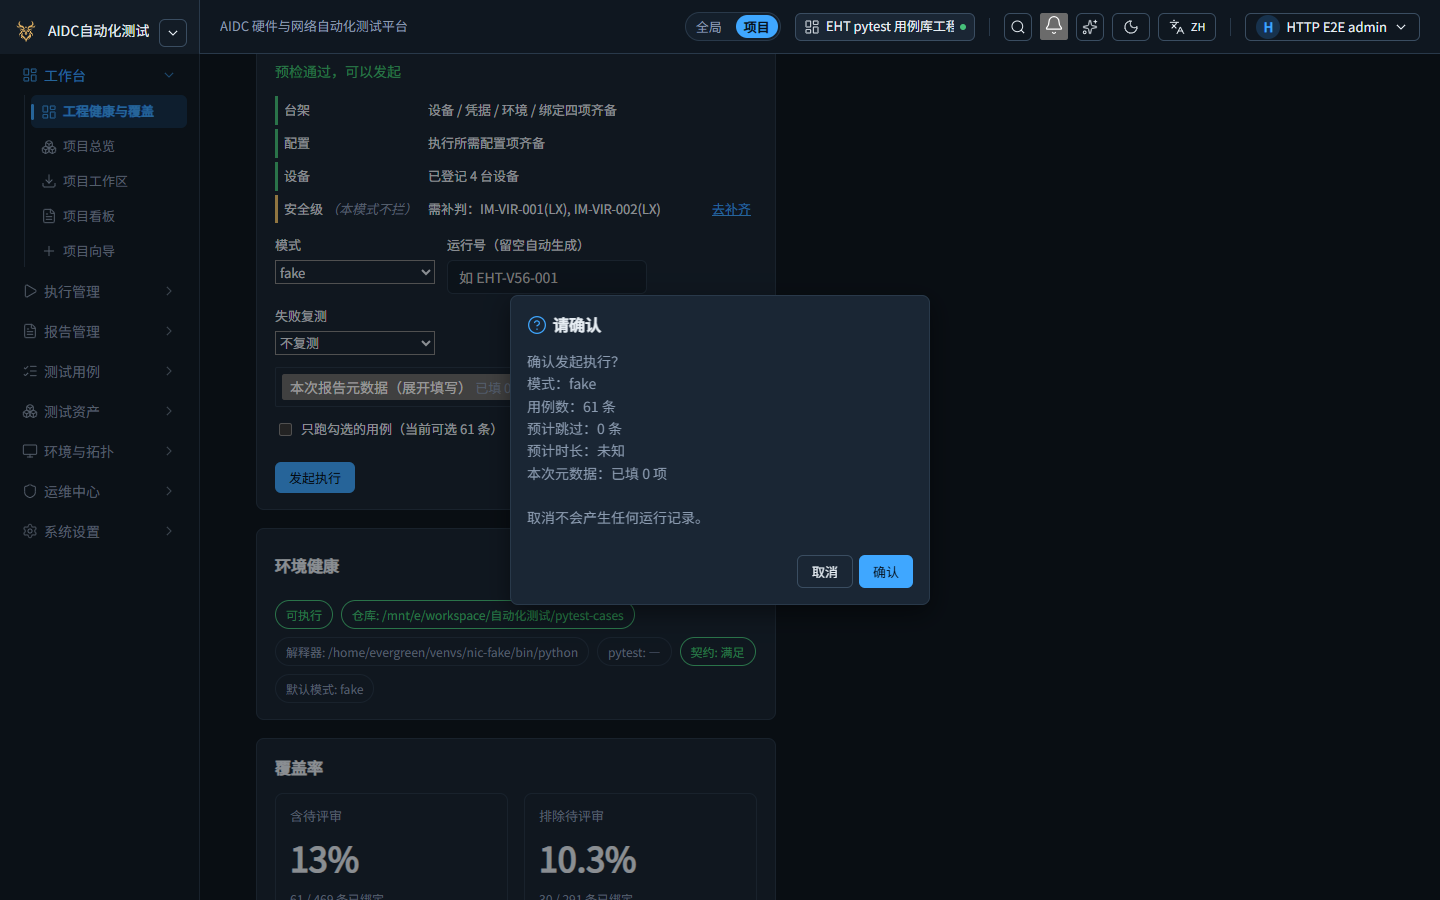 AIDC自动化测试
AIDC 硬件与网络自动化测试平台
全局
项目
EHT pytest 用例库工程
ZH
H
HTTP E2E admin
工作台
工程健康与覆盖
项目总览
项目工作区
项目看板
项目向导
执行管理
报告管理
测试用例
测试资产
环境与拓扑
运维中心
系统设置
预检通过，可以发起
台架
设备 / 凭据 / 环境 / 绑定四项齐备
配置
执行所需配置项齐备
设备
已登记 4 台设备
安全级 （本模式不拦）
需补判：IM-VIR-001(LX), IM-VIR-002(LX)
去补齐
模式
运行号（留空自动生成）
fake
如 EHT-V56-001
失败复测
不复测
本次报告元数据（展开填写） 已填 0
只跑勾选的用例（当前可选 61 条）
发起执行
请确认
确认发起执行？
模式：fake
用例数：61 条
预计跳过：0 条
预计时长：未知
本次元数据：已填 0 项
取消不会产生任何运行记录。
取消
确认
环境健康
可执行
仓库: /mnt/e/workspace/自动化测试/pytest-cases
解释器: /home/evergreen/venvs/nic-fake/bin/python
pytest: —
契约: 满足
默认模式: fake
覆盖率
含待评审
13%
61 / 469 条已绑定
排除待评审
10.3%
30 / 291 条已绑定